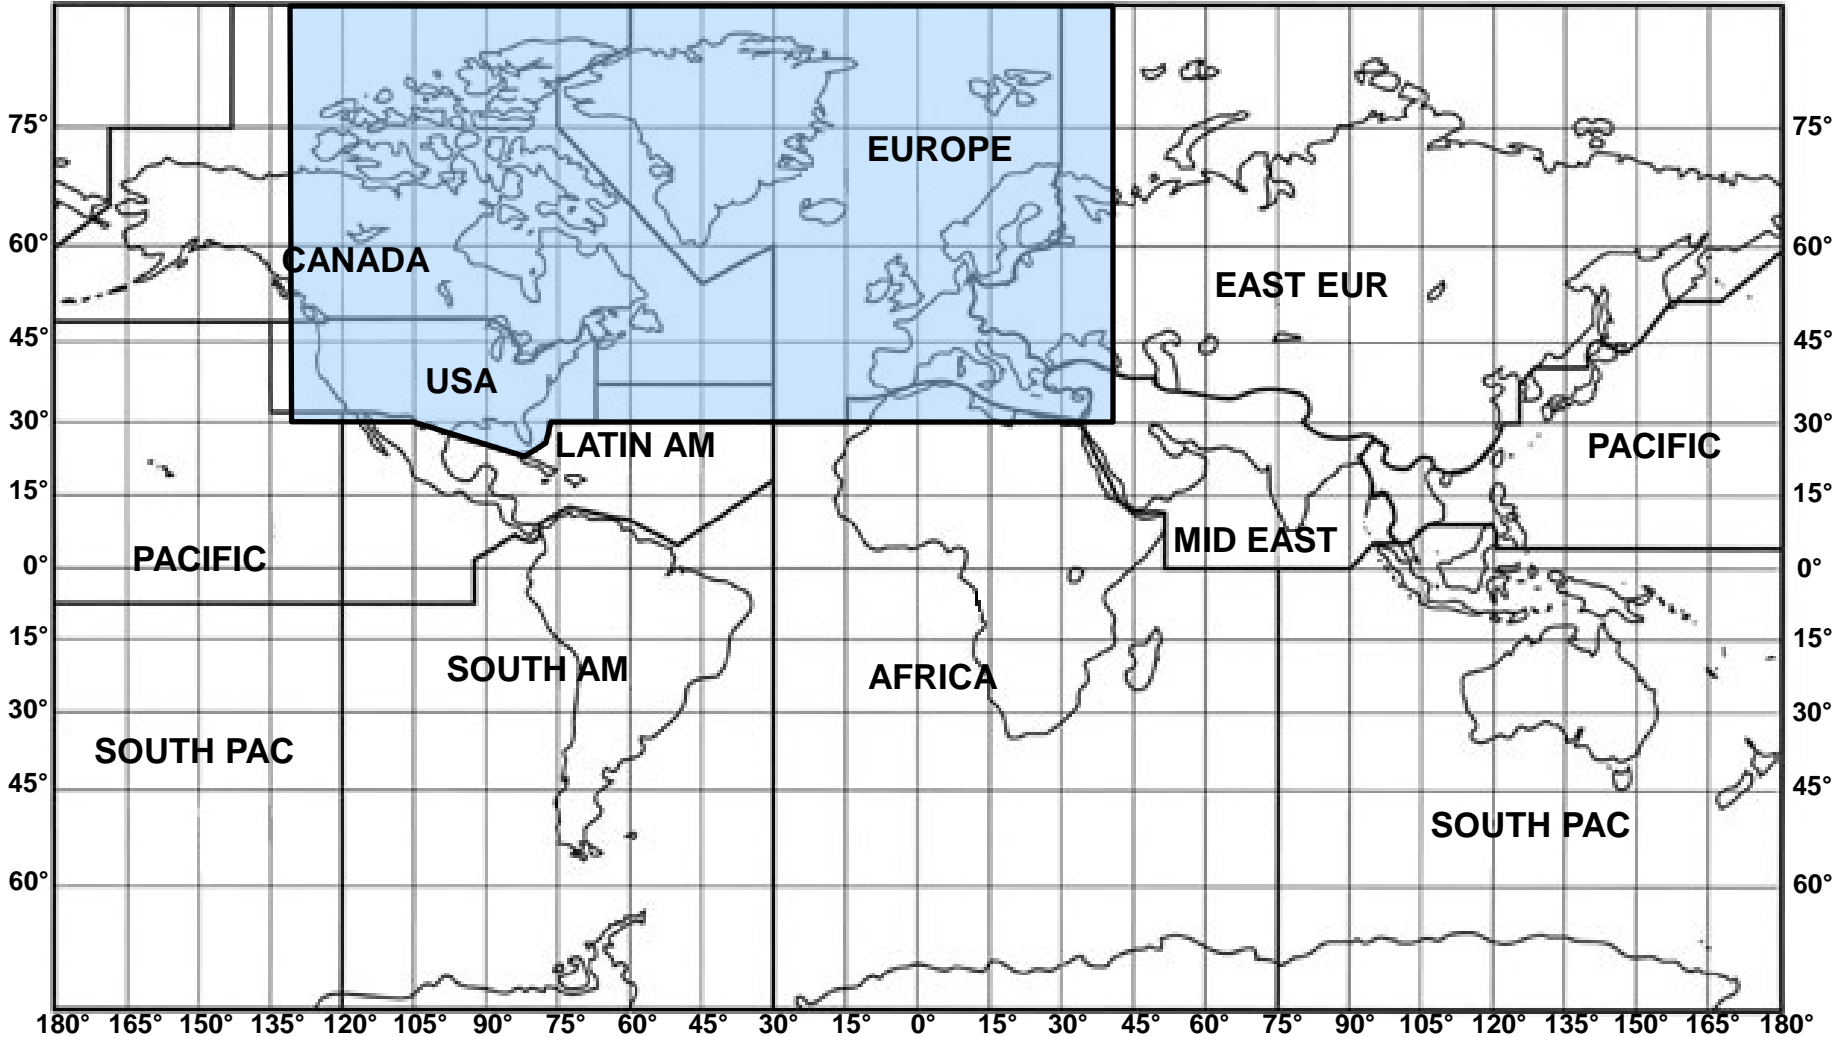 75° EUROPE 75°
60° CANADA 60°
EAST EUR
45° 45°
USA
30° LATIN AM PACIFIC 30°
15° 15°
PACIFIC MID EAST
0° 0°
15° 15°
SOUTH AM AFRICA
30° 30°
SOUTH PAC
45° 45°
SOUTH PAC
60° 60°
180° 165° 150° 135° 120° 105° 90° 75° 60° 45° 30 15 0° 15° 30° 45° 60° 75° 90° 105° 120° 135° 150° 165° 180°